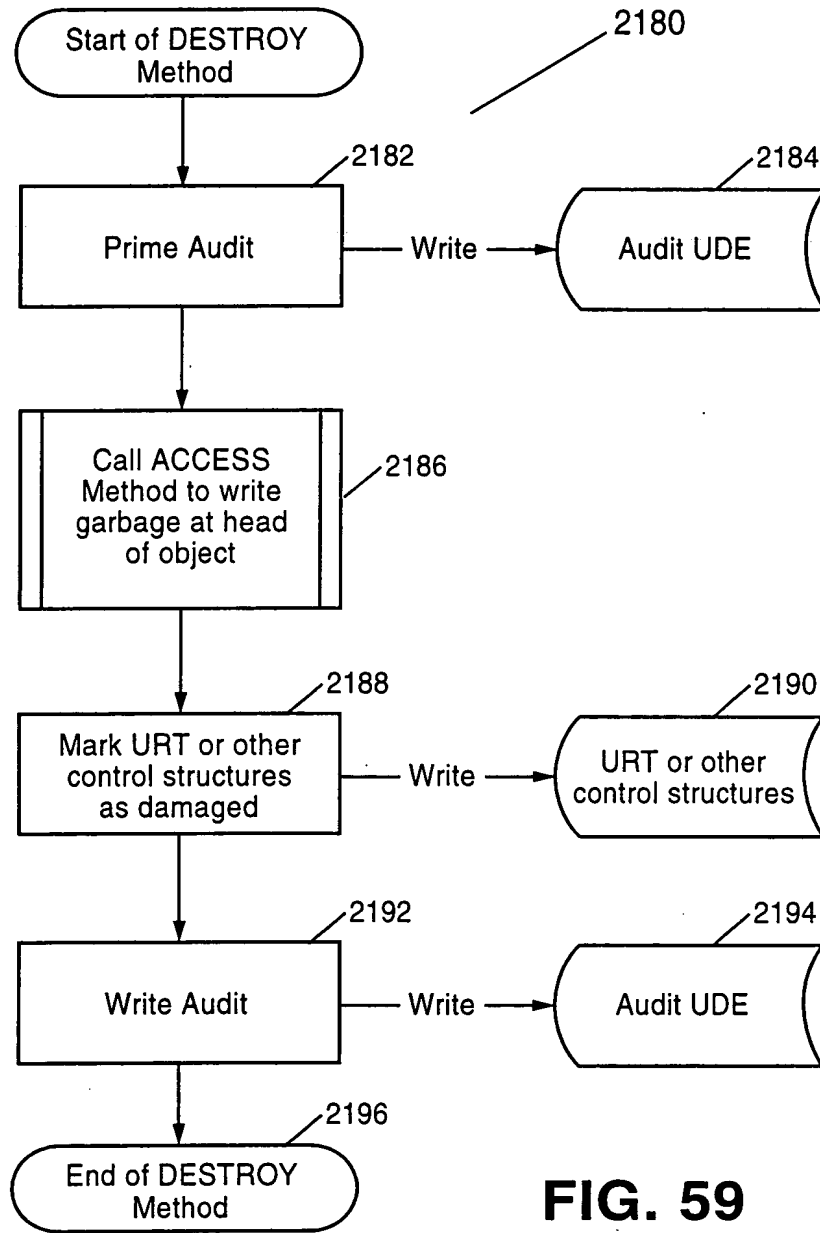 Start of DESTROY
Method
2180
2182
Prime Audit
Write
2184
Audit UDE
Call ACCESS
Method to write
garbage at head
of object
2186
2188
Mark URT or other
control structures
as damaged
Write
2190
URT or other
control structures
2192
Write Audit
Write
2194
Audit UDE
2196
End of DESTROY
Method
FIG. 59